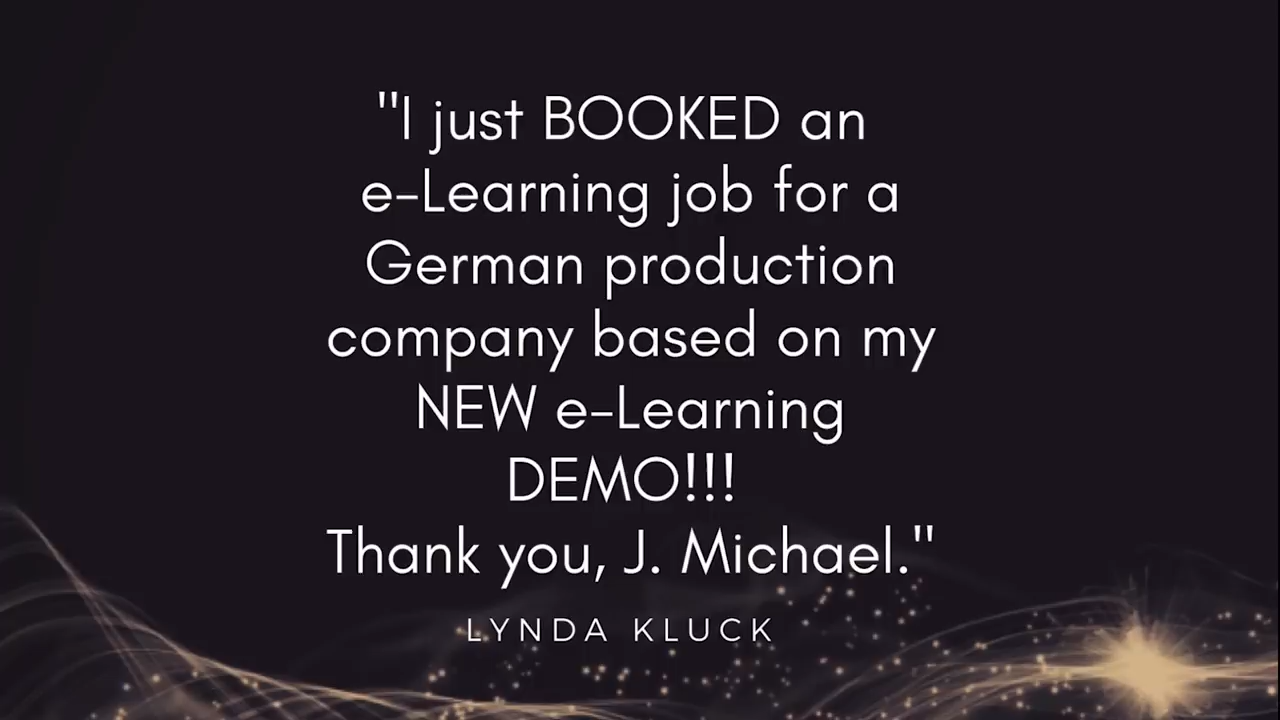 "I just BOOKED an
e-Learning job for a
German production
company based on my
NEW e-Learning
DEMO!!!
Thank you, J. Michael."
LYNDA KLUCK